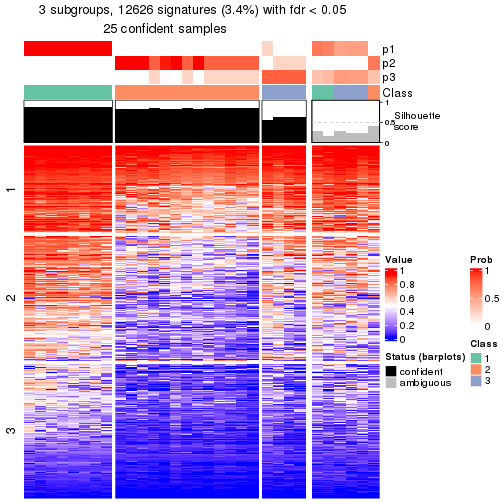 3 subgroups, 12626 signatures (3.4%) with fdr < 0.05
25 confident samples
p1
p2
p3
Class
1
0.5
0
Silhouette
score
1
2
3
Value
1
0.8
0.6
0.4
0.2
0
Prob
1
0.5
0
Status (barplots)
confident
ambiguous
Class
1
2
3